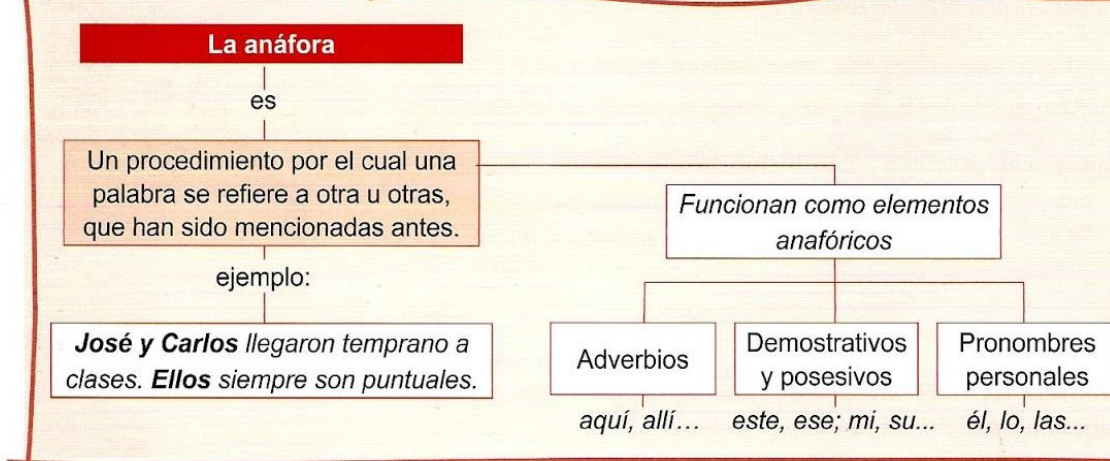 La anáfora
es
Un procedimiento por el cual una
palabra se refiere a otra u otras,
que han sido mencionadas antes.
ejemplo:
José y Carlos llegaron temprano a
clases. Ellos siempre son puntuales.
Funcionan como elementos
anafóricos
Adverbios
aquí, allí...
Demostrativos
y posesivos
este, ese; mi, su...
Pronombres
personales
él, lo, las...